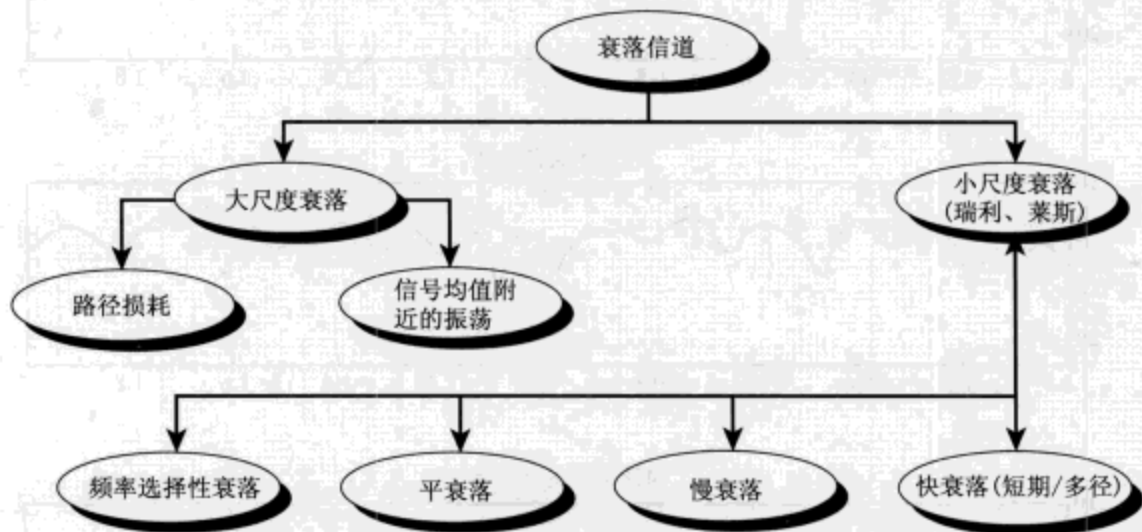 衰落信道
大尺度衰落
小尺度衰落
(瑞利、莱斯)
路径损耗
信号均值附
近的振荡
频率选择性衰落
平衰落
慢衰落
快衰落(短期/多径)